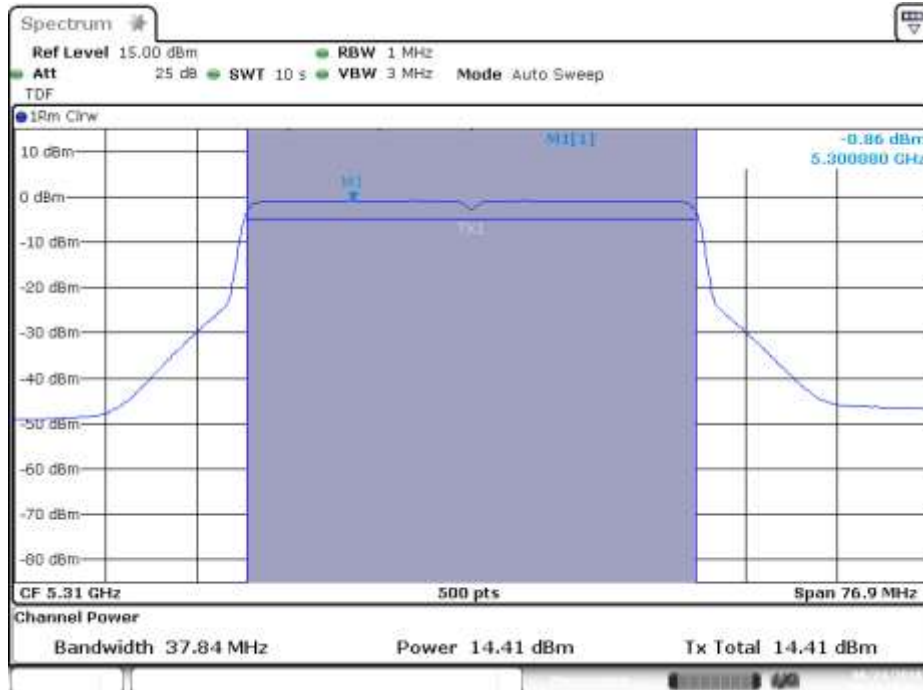 Spectrum
Ref Level 15.00 dBm RBW 1 MHz
Att 25 dB SWT 10 s VBW 3 MHz Mode Auto Sweep
TDF
1Rm Clrw
M1[1] -0.86 dBm
10 dBm 5.300880 GHz
M1
0 dBm
-10 dBm
TX1
-20 dBm
-30 dBm
-40 dBm
-50 dBm
-60 dBm
-70 dBm
-80 dBm
CF 5.31 GHz 500 pts Span 76.9 MHz
Channel Power
Bandwidth 37.84 MHz Power 14.41 dBm Tx Total 14.41 dBm